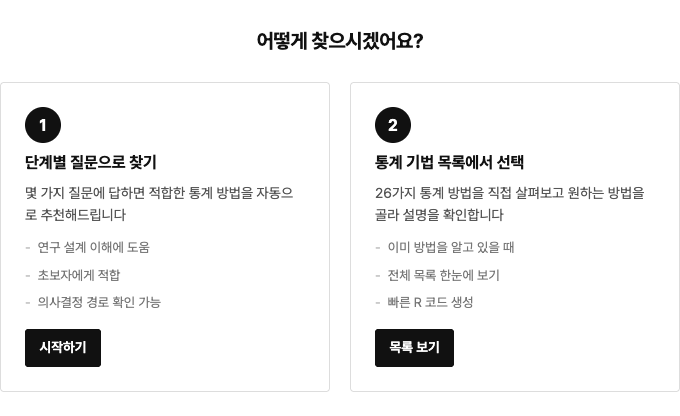 어떻게 찾으시겠어요?
1
단계별 질문으로 찾기
몇 가지 질문에 답하면 적합한 통계 방법을 자동으
로 추천해드립니다
- 연구 설계 이해에 도움
- 초보자에게 적합
- 의사결정 경로 확인 가능
시작하기
2
통계 기법 목록에서 선택
26가지 통계 방법을 직접 살펴보고 원하는 방법을
골라 설명을 확인합니다
- 이미 방법을 알고 있을 때
- 전체 목록 한눈에 보기
- 빠른 R 코드 생성
목록 보기